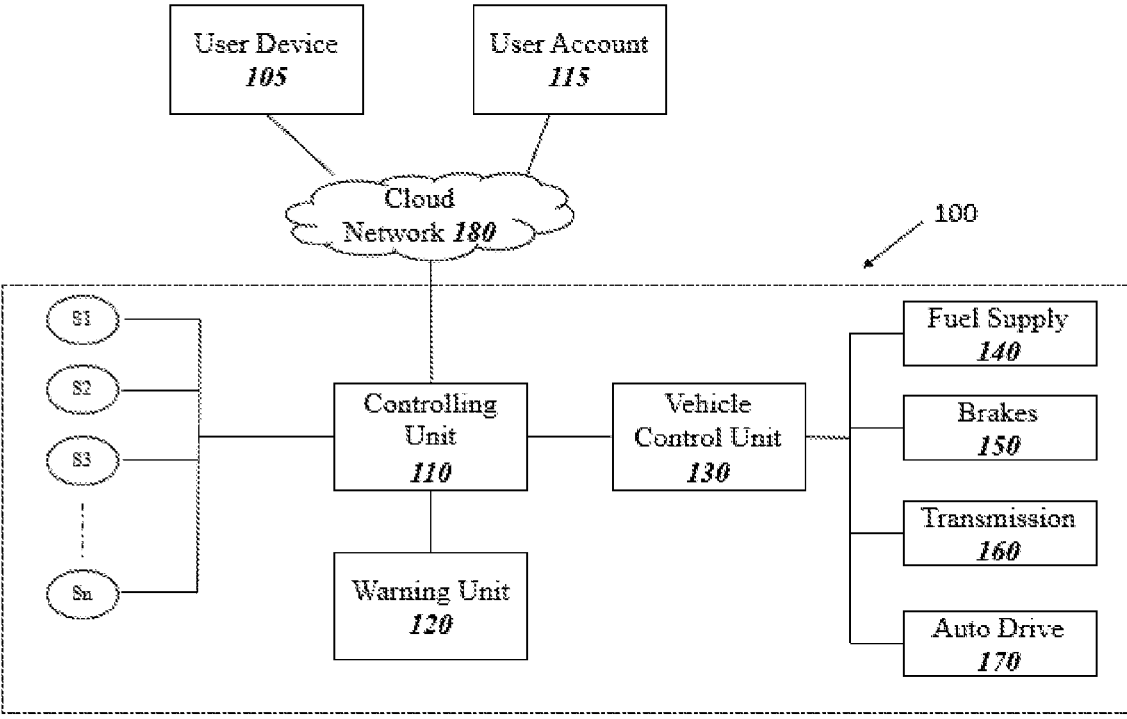 User Device
105
User Account
115
Cloud
Network 180
100
S1
S2
S3
Sn
Controlling
Unit
110
Warning Unit
120
Vehicle
Control Unit
130
Fuel Supply
140
Brakes
150
Transmission
160
Auto Drive
170